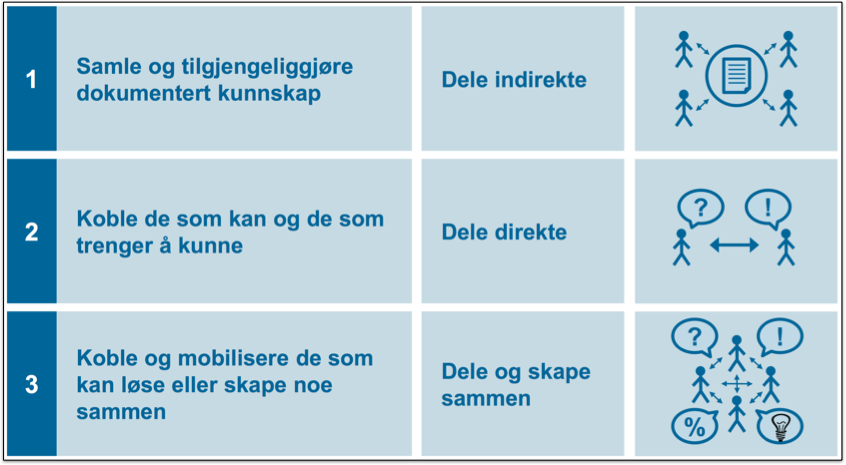 1
Samle og tilgjengeliggjøre
dokumentert kunnskap
Dele indirekte
2
Koble de som kan og de som
trenger å kunne
Dele direkte
?
!
3
Koble og mobilisere de som
kan løse eller skape noe
sammen
Dele og skape
sammen
?
!
%